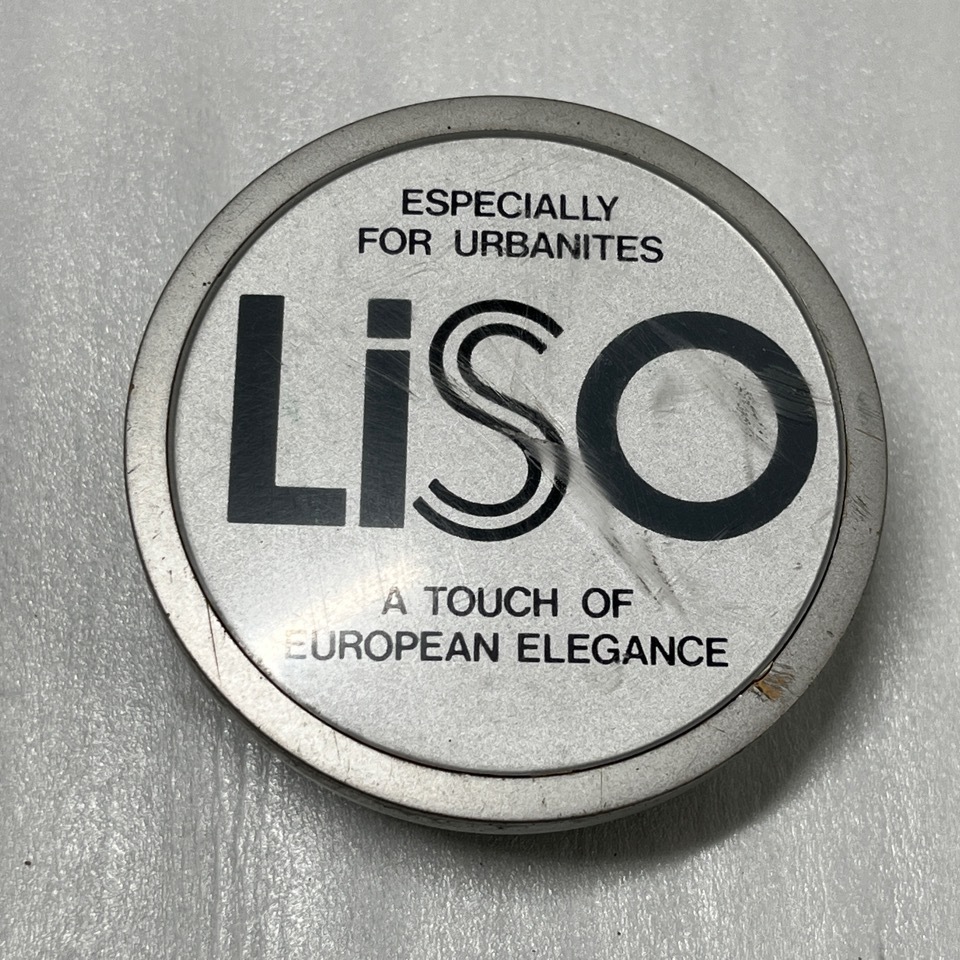 ESPECIALLY
FOR URBANITES
LiSO
A TOUCH OF
EUROPEAN ELEGANCE